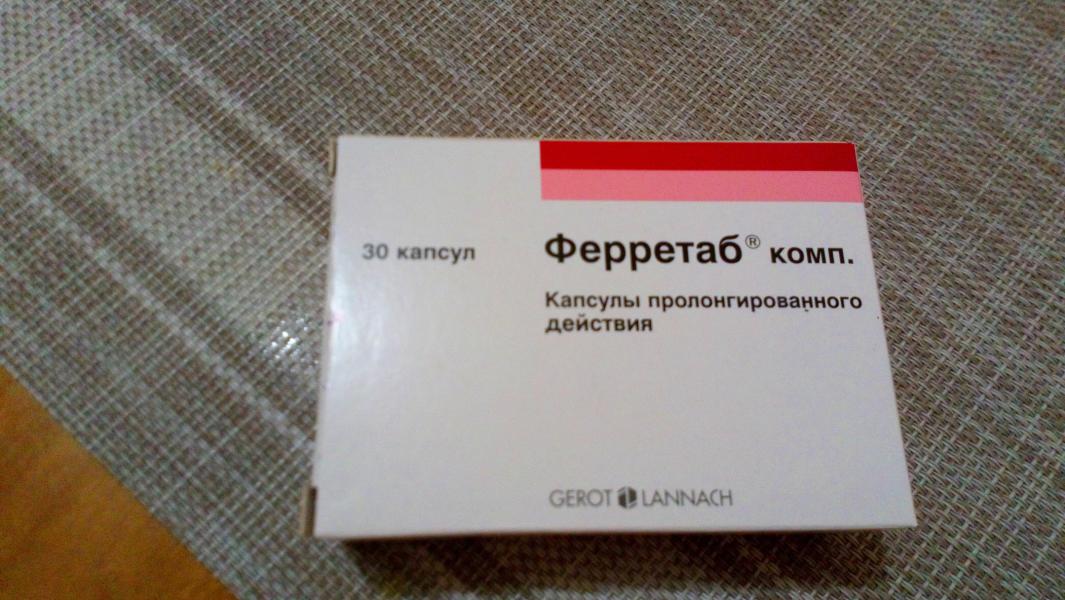 30 капсул
Ферретаб® комп.
Капсулы пролонгированного
действия
GEROT LANNACH